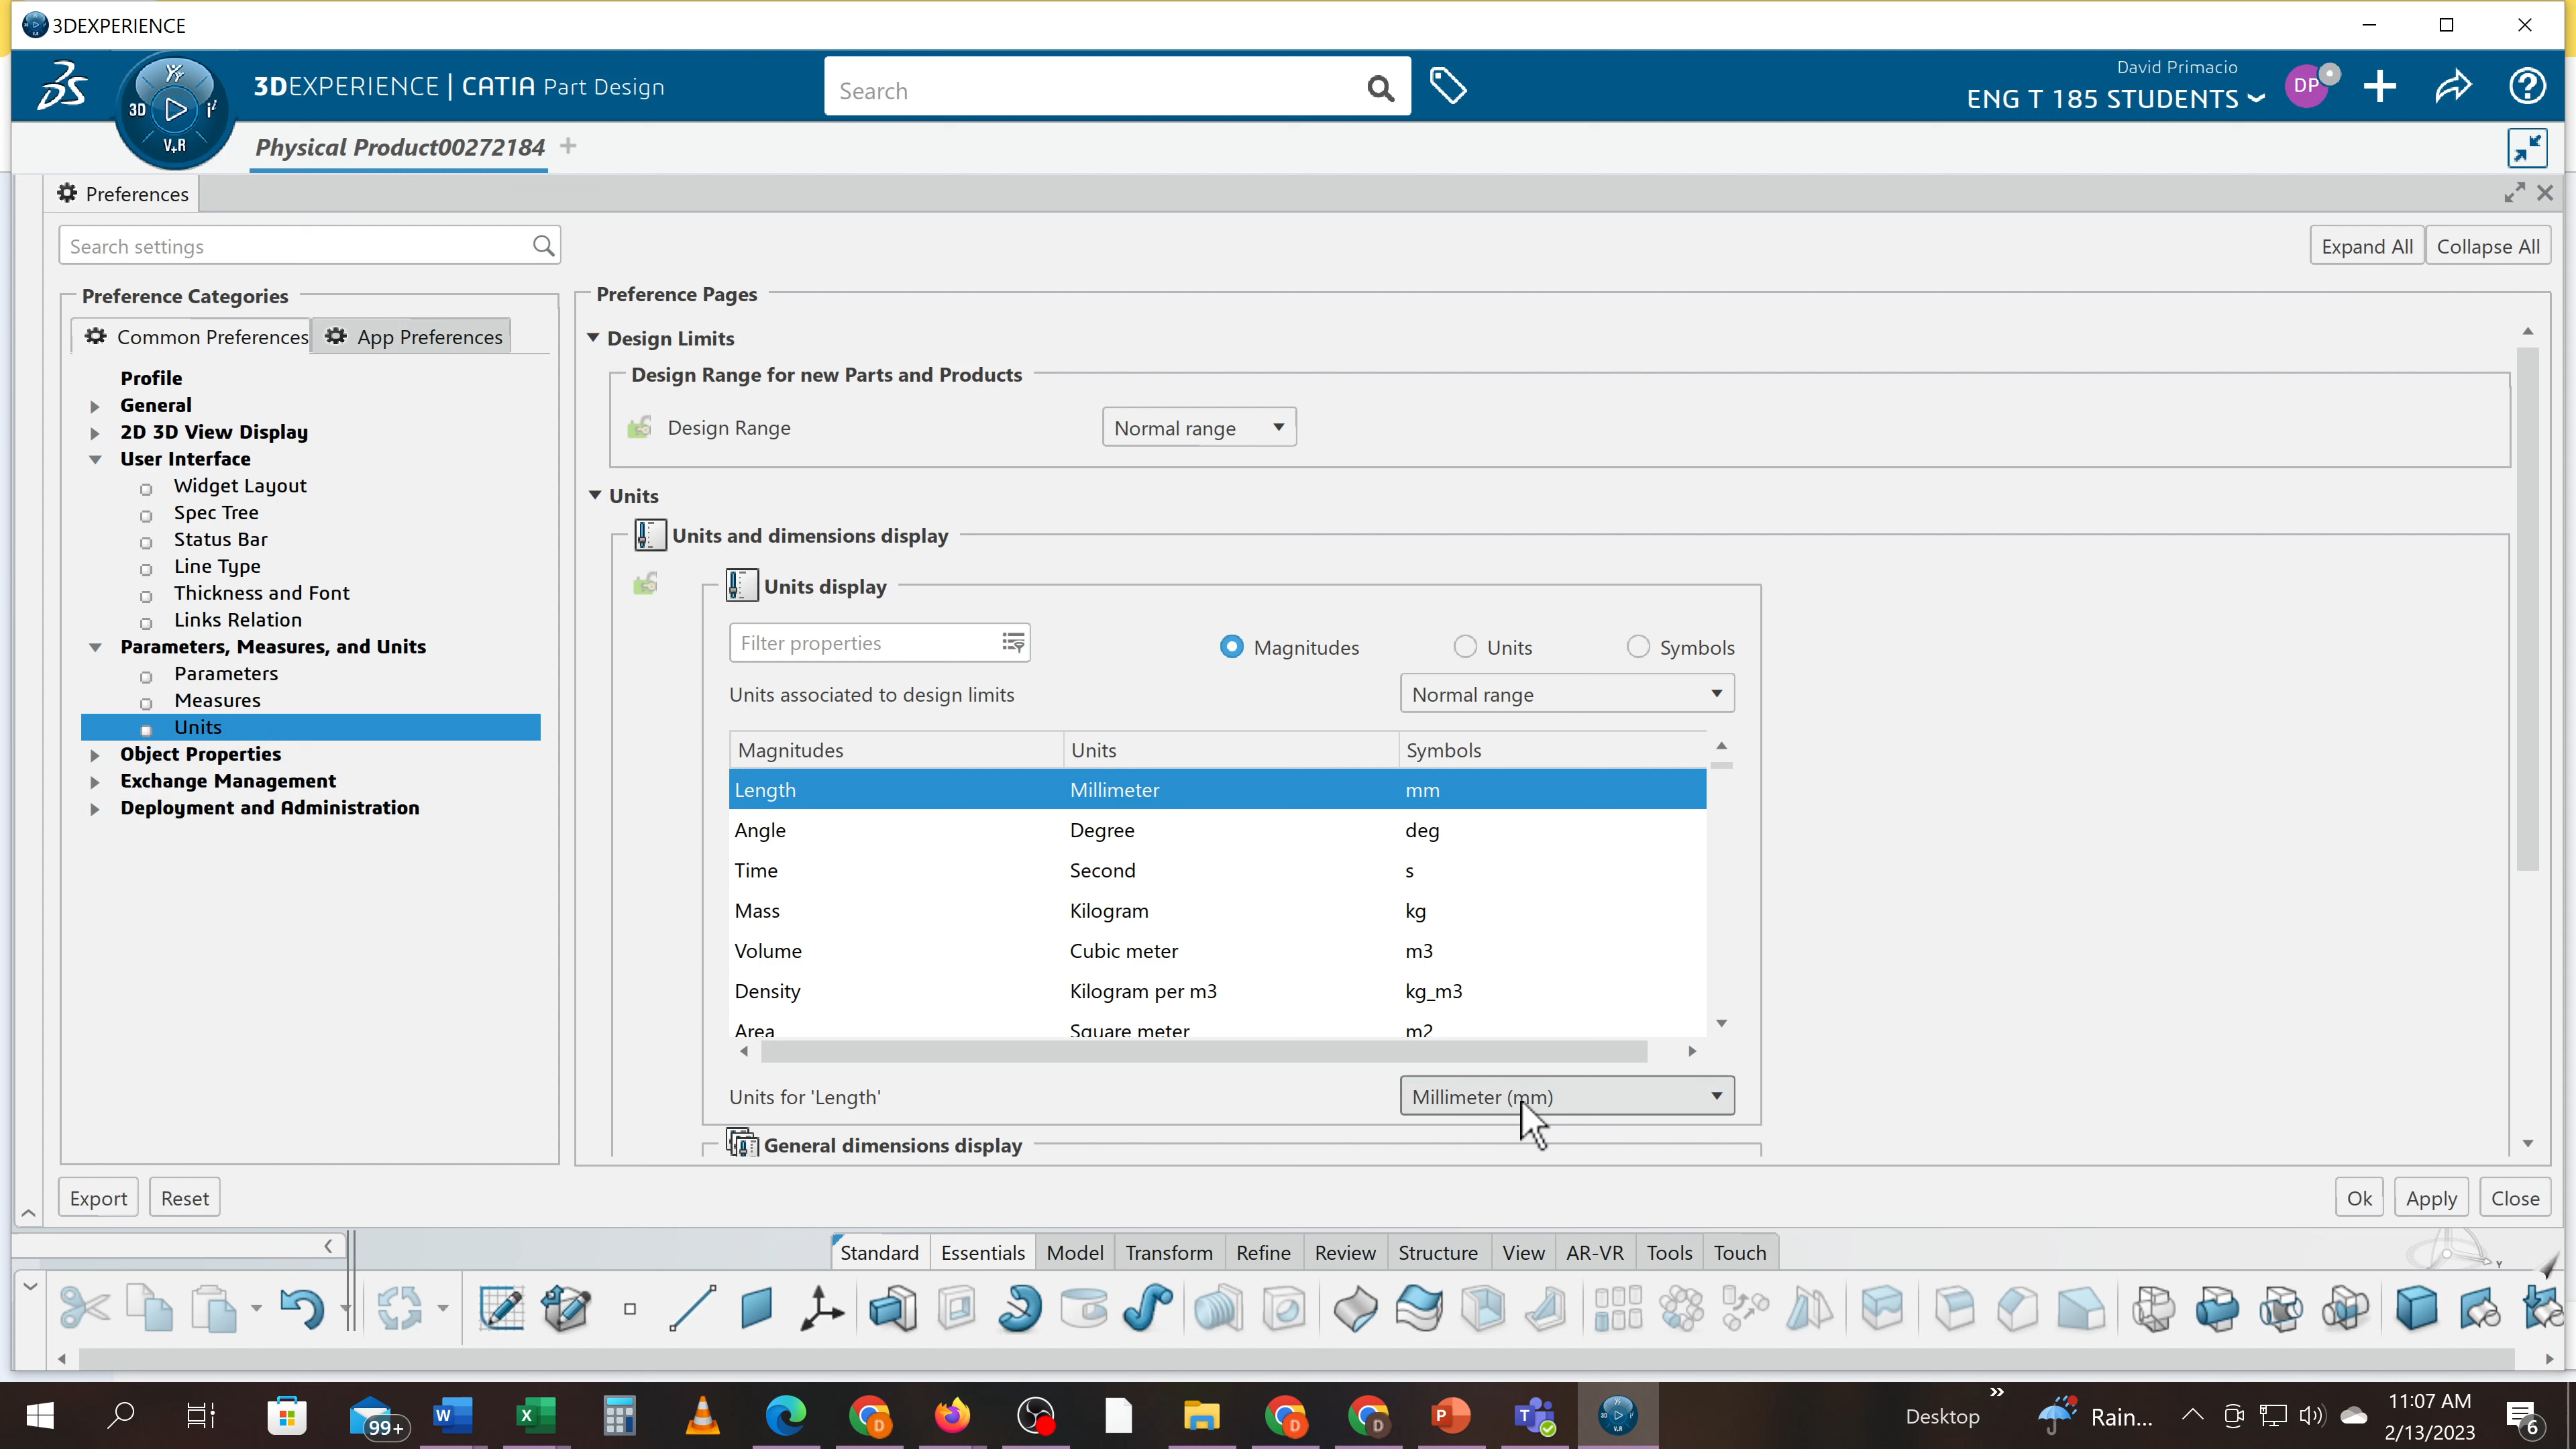 3DEXPERIENCE
3DEXPERIENCE | CATIA Part Design
Search
David Primacio
ENG T 185 STUDENTS
DP
3D
V+R
Physical Product00272184 +
Preferences
Search settings
Expand All
Collapse All
Preference Categories
Common Preferences
App Preferences
Profile
General
2D 3D View Display
User Interface
Widget Layout
Spec Tree
Status Bar
Line Type
Thickness and Font
Links Relation
Parameters, Measures, and Units
Parameters
Measures
Units
Object Properties
Exchange Management
Deployment and Administration
Preference Pages
Design Limits
Design Range for new Parts and Products
Design Range
Normal range
Units
Units and dimensions display
Units display
Filter properties
Magnitudes
Units
Symbols
Units associated to design limits
Normal range
Magnitudes Units Symbols
Length Millimeter mm
Angle Degree deg
Time Second s
Mass Kilogram kg
Volume Cubic meter m3
Density Kilogram per m3 kg_m3
Area Square meter m2
Units for 'Length'
Millimeter (mm)
General dimensions display
Export
Reset
Ok
Apply
Close
Standard Essentials Model Transform Refine Review Structure View AR-VR Tools Touch
99+
Desktop
Rain...
11:07 AM
2/13/2023
6